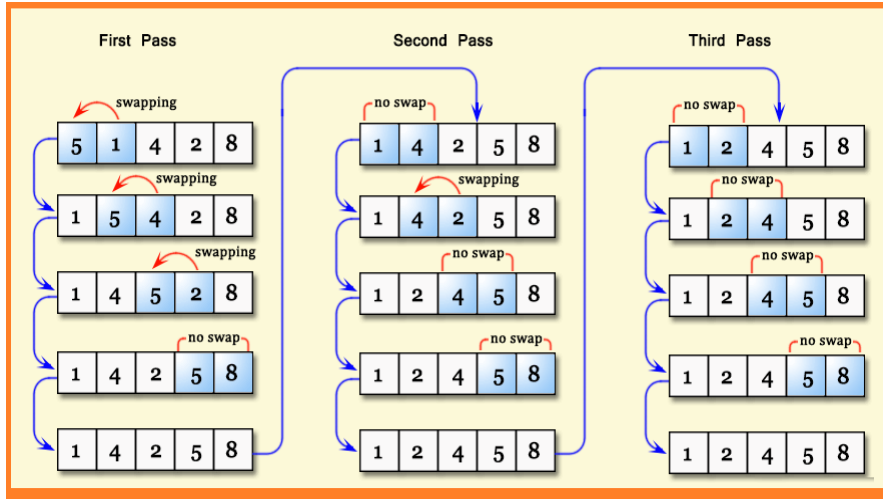 First Pass
swapping
5 1 4 2 8
swapping
1 5 4 2 8
swapping
1 4 5 2 8
no swap
1 4 2 5 8
1 4 2 5 8
Second Pass
no swap
1 4 2 5 8
swapping
1 4 2 5 8
no swap
1 2 4 5 8
no swap
1 2 4 5 8
1 2 4 5 8
Third Pass
no swap
1 2 4 5 8
no swap
1 2 4 5 8
no swap
1 2 4 5 8
no swap
1 2 4 5 8
1 2 4 5 8